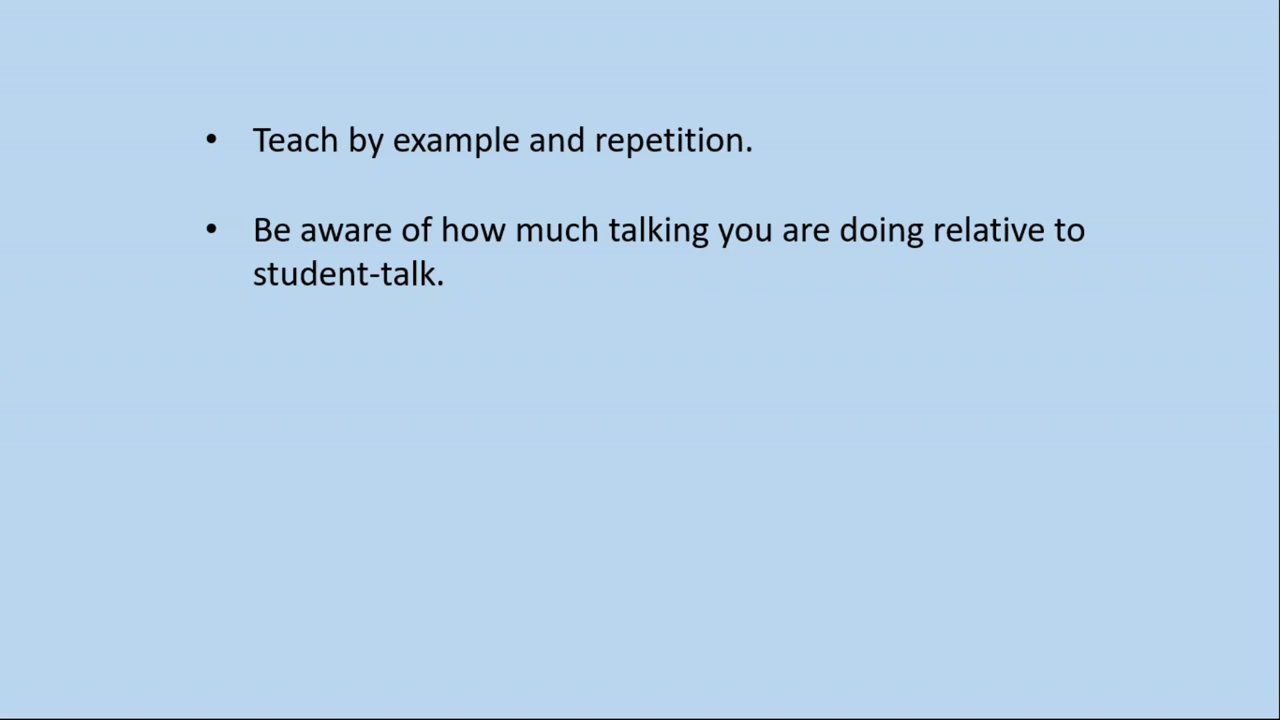 • Teach by example and repetition.
• Be aware of how much talking you are doing relative to
student-talk.